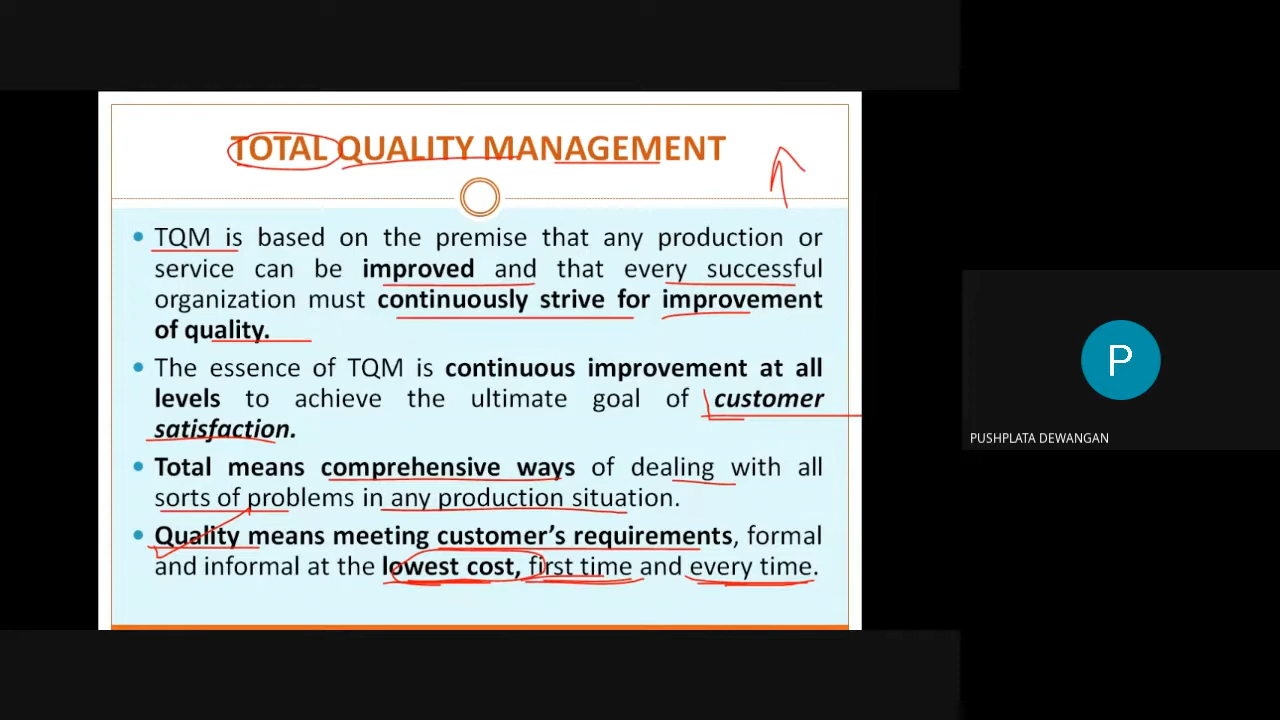 TOTAL QUALITY MANAGEMENT
TQM is based on the premise that any production or
service can be improved and that every successful
organization must continuously strive for improvement
of quality.
The essence of TQM is continuous improvement at all
levels to achieve the ultimate goal of customer
satisfaction.
Total means comprehensive ways of dealing with all
sorts of problems in any production situation.
Quality means meeting customer's requirements, formal
and informal at the lowest cost, first time and every time.
P
PUSHPLATA DEWANGAN